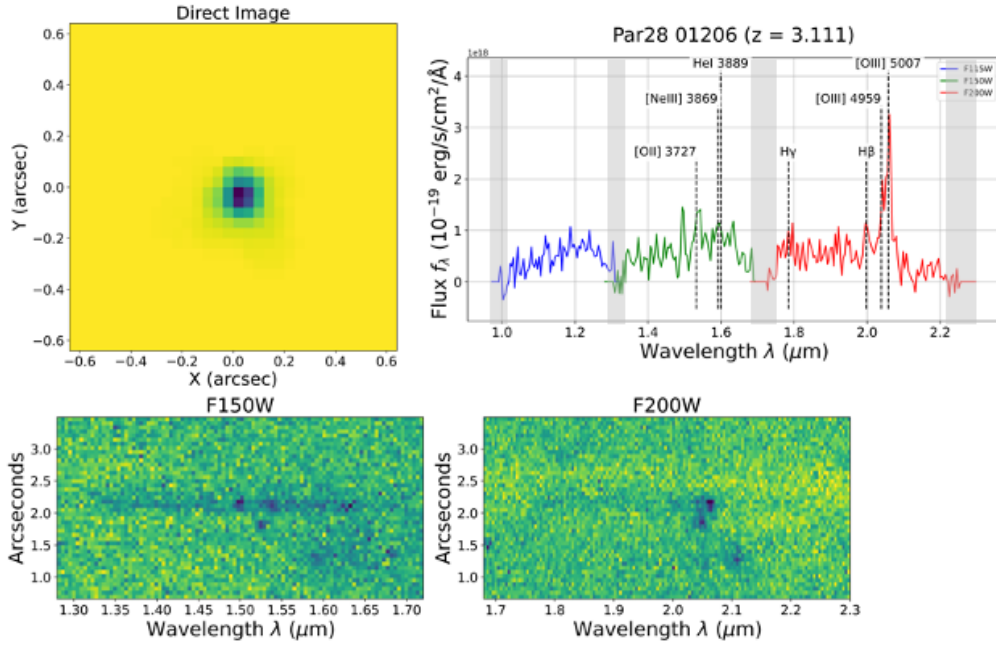 Direct Image
0.6
0.4
0.2
0.0
−0.2
−0.4
−0.6
Y (arcsec)
−0.6 −0.4 −0.2 0.0 0.2 0.4 0.6
X (arcsec)
Par28 01206 (z = 3.111)
1e18
HeI 3889
[OIII] 5007
[NeIII] 3869
[OIII] 4959
[OII] 3727
Hγ
Hβ
F115W
F150W
F200W
4
3
2
1
0
Flux fλ (10⁻¹⁹ erg/s/cm²/Å)
1.0 1.2 1.4 1.6 1.8 2.0 2.2
Wavelength λ (μm)
F150W
3.0
2.5
2.0
1.5
1.0
Arcseconds
1.30 1.35 1.40 1.45 1.50 1.55 1.60 1.65 1.70
Wavelength λ (μm)
F200W
3.0
2.5
2.0
1.5
1.0
Arcseconds
1.7 1.8 1.9 2.0 2.1 2.2 2.3
Wavelength λ (μm)